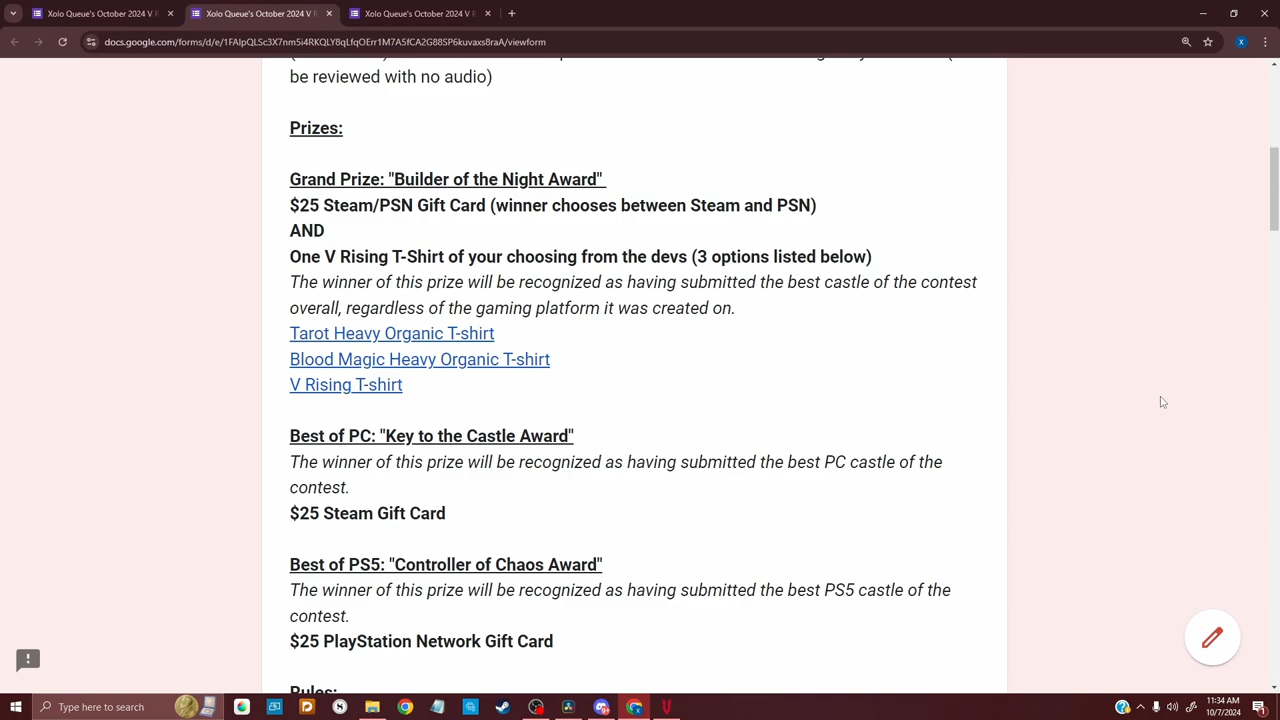 Xolo Queue's October 2024 V R
Xolo Queue's October 2024 V R
Xolo Queue's October 2024 V R
docs.google.com/forms/d/e/1FAIpQLSc3X7nm5i4RKQLY8qLfqOErr1M7A5fCA2G88SP6kuvaxs8raA/viewform
X
be reviewed with no audio)
Prizes:
Grand Prize: "Builder of the Night Award"
$25 Steam/PSN Gift Card (winner chooses between Steam and PSN)
AND
One V Rising T-Shirt of your choosing from the devs (3 options listed below)
The winner of this prize will be recognized as having submitted the best castle of the contest
overall, regardless of the gaming platform it was created on.
Tarot Heavy Organic T-shirt
Blood Magic Heavy Organic T-shirt
V Rising T-shirt
Best of PC: "Key to the Castle Award"
The winner of this prize will be recognized as having submitted the best PC castle of the
contest.
$25 Steam Gift Card
Best of PS5: "Controller of Chaos Award"
The winner of this prize will be recognized as having submitted the best PS5 castle of the
contest.
$25 PlayStation Network Gift Card
Rules:
Type here to search
11:34 AM
10/7/2024